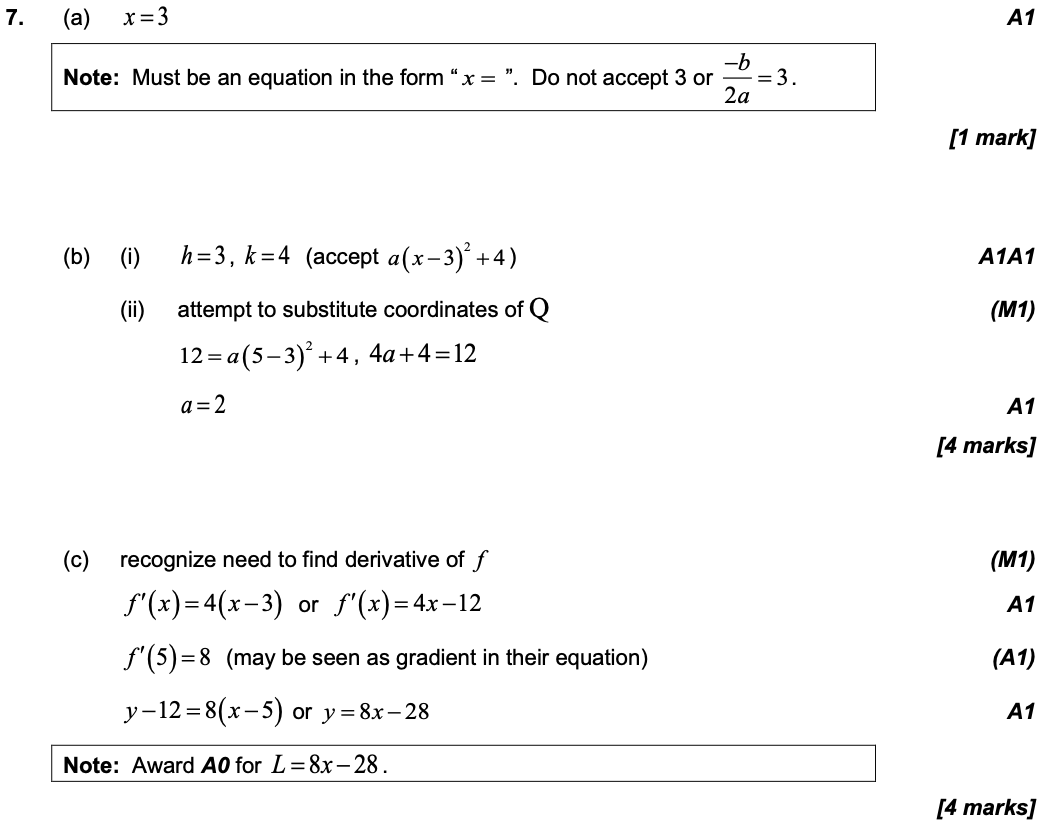 7. (a) x = 3 A1
Note: Must be an equation in the form “ x = ”. Do not accept 3 or −b/2a = 3 .
[1 mark]
(b) (i) h = 3 , k = 4 (accept a(x − 3)² + 4 ) A1A1
(ii) attempt to substitute coordinates of Q (M1)
12 = a(5 − 3)² + 4 , 4a + 4 = 12
a = 2 A1
[4 marks]
(c) recognize need to find derivative of f (M1)
f′(x) = 4(x − 3) or f′(x) = 4x − 12 A1
f′(5) = 8 (may be seen as gradient in their equation) (A1)
y − 12 = 8(x − 5) or y = 8x − 28 A1
Note: Award A0 for L = 8x − 28 .
[4 marks]